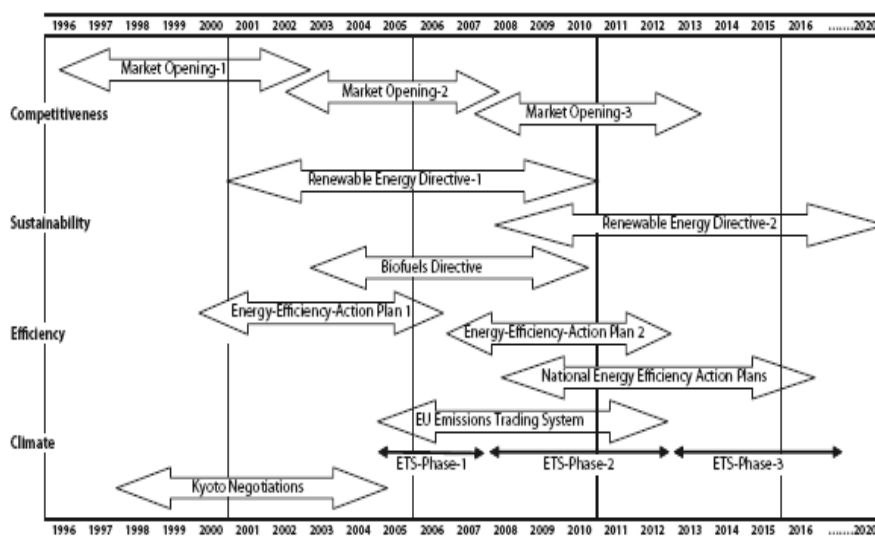 1996 1997 1998 1999 2000 2001 2002 2003 2004 2005 2006 2007 2008 2009 2010 2011 2012 2013 2014 2015 2016 .......2020
Market Opening-1
Market Opening-2
Competitiveness
Market Opening-3
Renewable Energy Directive-1
Sustainability
Renewable Energy Directive-2
Biofuels Directive
Energy-Efficiency-Action Plan 1
Efficiency
Energy-Efficiency-Action Plan 2
National Energy Efficiency Action Plans
EU Emissions Trading System
Climate
ETS-Phase-1 ETS-Phase-2 ETS-Phase-3
Kyoto Negotiations
1996 1997 1998 1999 2000 2001 2002 2003 2004 2005 2006 2007 2008 2009 2010 2011 2012 2013 2014 2015 2016 .......2020